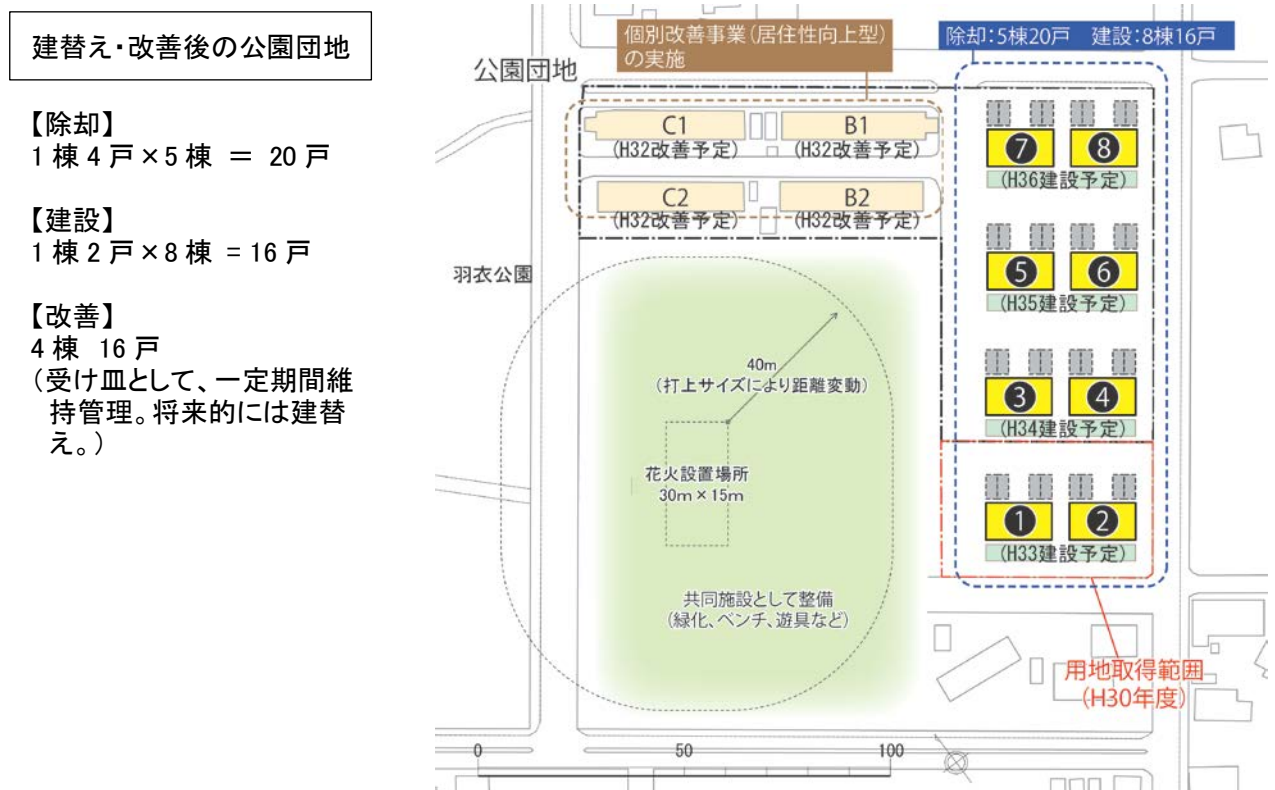 建替え・改善後の公園団地
【除却】
1棟4戸×5棟 = 20戸
【建設】
1棟2戸×8棟 =16戸
【改善】
4棟 16戸
(受け皿として、一定期間維
持管理。将来的には建替
え。)
個別改善事業(居住性向上型)
の実施
除却:5棟20戸 建設:8棟16戸
公園団地
C1
(H32改善予定)
B1
(H32改善予定)
C2
(H32改善予定)
B2
(H32改善予定)
7
8
(H36建設予定)
5
6
(H35建設予定)
3
4
(H34建設予定)
1
2
(H33建設予定)
羽衣公園
40m
(打上サイズにより距離変動)
花火設置場所
30m×15m
共同施設として整備
(緑化、ベンチ、遊具など)
用地取得範囲
(H30年度)
0
50
100